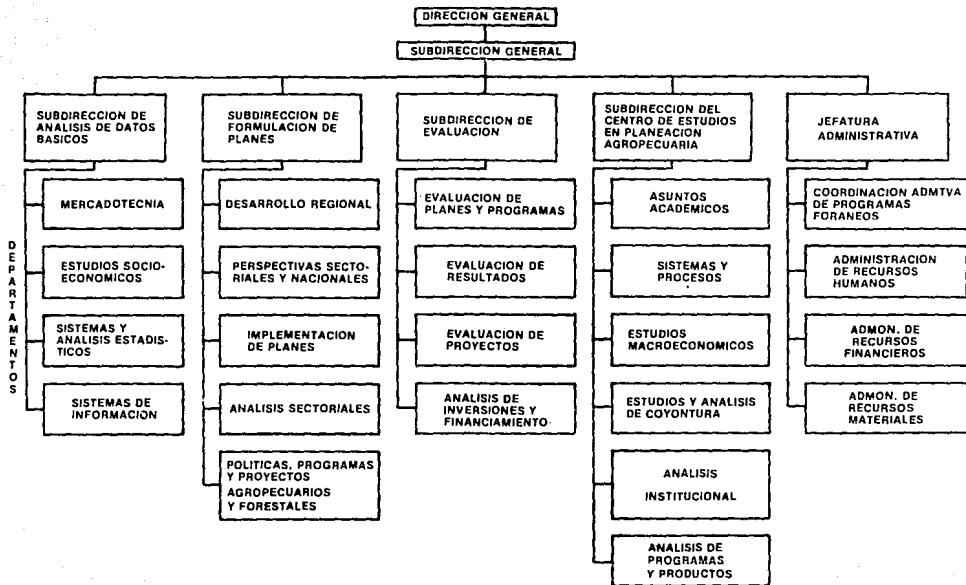 DIRECCION GENERAL
SUBDIRECCION GENERAL
SUBDIRECCION DE
ANALISIS DE DATOS
BASICOS
SUBDIRECCION DE
FORMULACION DE
PLANES
SUBDIRECCION DE
EVALUACION
SUBDIRECCION DEL
CENTRO DE ESTUDIOS
EN PLANEACION
AGROPECUARIA
JEFATURA
ADMINISTRATIVA
DEPARTAMENTOS
MERCADOTECNIA
ESTUDIOS SOCIO-
ECONOMICOS
SISTEMAS Y
ANALISIS ESTADIS-
TICOS
SISTEMAS DE
INFORMACION
DESARROLLO REGIONAL
PERSPECTIVAS SECTO-
RIALES Y NACIONALES
IMPLEMENTACION
DE PLANES
ANALISIS SECTORIALES
POLITICAS, PROGRAMAS
Y PROYECTOS
AGROPECUARIOS
Y FORESTALES
EVALUACION DE
PLANES Y PROGRAMAS
EVALUACION DE
RESULTADOS
EVALUACION DE
PROYECTOS
ANALISIS DE
INVERSIONES Y
FINANCIAMIENTO
ASUNTOS
ACADEMICOS
SISTEMAS Y
PROCESOS
ESTUDIOS
MACROECONOMICOS
ESTUDIOS Y ANALISIS
DE COYONTURA
ANALISIS
INSTITUCIONAL
ANALISIS DE
PROGRAMAS
Y PRODUCTOS
COORDINACION ADMTVA
DE PROGRAMAS
FORANEOS
ADMINISTRACION
DE RECURSOS
HUMANOS
ADMON. DE
RECURSOS
FINANCIEROS
ADMON. DE
RECURSOS
MATERIALES